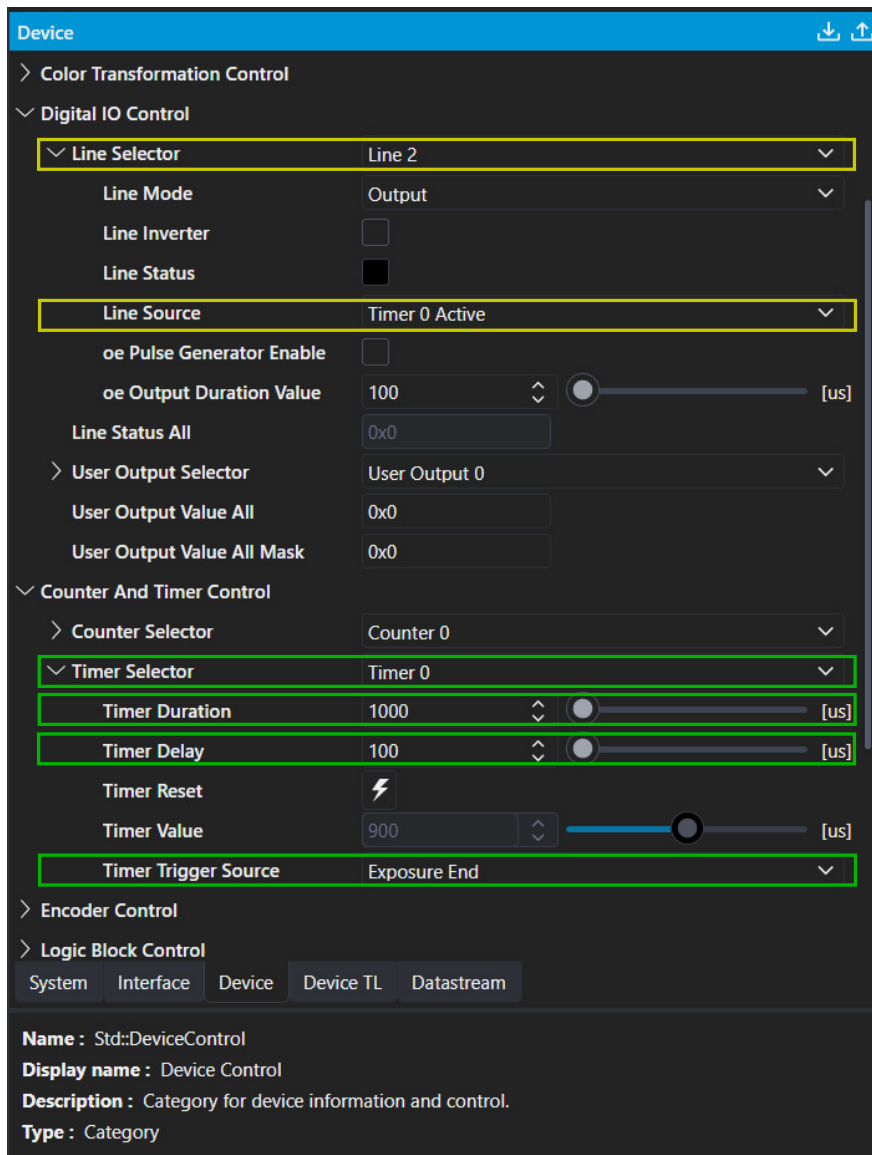 Device
Color Transformation Control
Digital IO Control
Line Selector Line 2
Line Mode Output
Line Inverter
Line Status
Line Source Timer 0 Active
oe Pulse Generator Enable
oe Output Duration Value 100 [us]
Line Status All 0x0
User Output Selector User Output 0
User Output Value All 0x0
User Output Value All Mask 0x0
Counter And Timer Control
Counter Selector Counter 0
Timer Selector Timer 0
Timer Duration 1000 [us]
Timer Delay 100 [us]
Timer Reset
Timer Value 900 [us]
Timer Trigger Source Exposure End
Encoder Control
Logic Block Control
System Interface Device Device TL Datastream
Name : Std::DeviceControl
Display name : Device Control
Description : Category for device information and control.
Type : Category